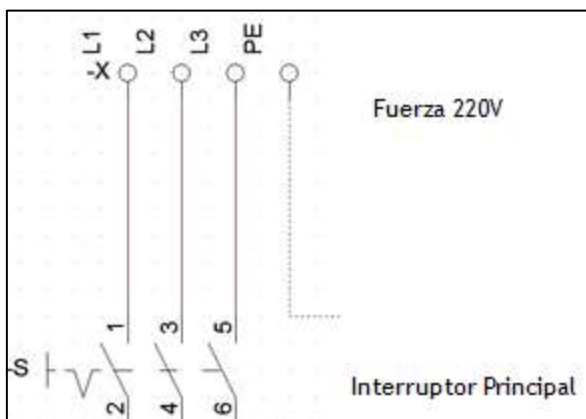 L1 L2 L3 PE
-X
Fuerza 220V
1 3 5
-S
Interruptor Principal
2 4 6